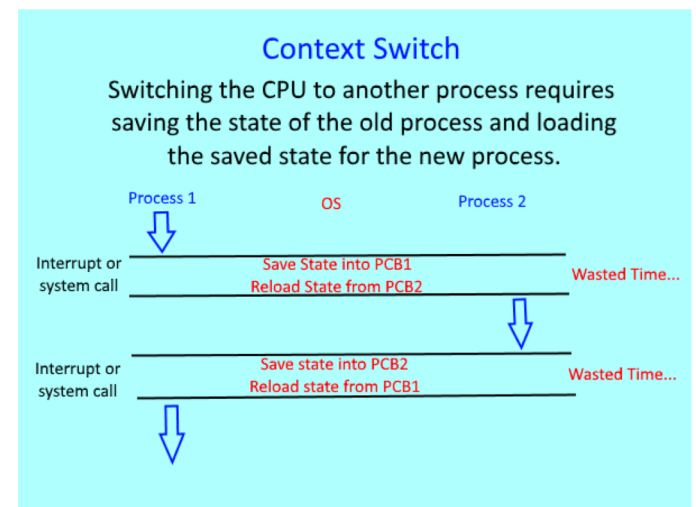 Context Switch
Switching the CPU to another process requires
saving the state of the old process and loading
the saved state for the new process.
Process 1
OS
Process 2
Interrupt or
system call
Save State into PCB1
Reload State from PCB2
Wasted Time...
Interrupt or
system call
Save state into PCB2
Reload state from PCB1
Wasted Time...